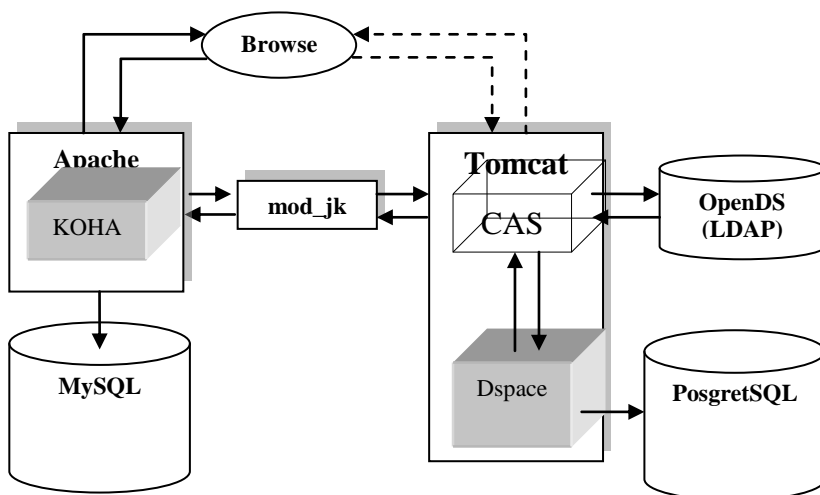 Browse
Apache
KOHA
mod_jk
Tomcat
CAS
OpenDS
(LDAP)
MySQL
Dspace
PosgretSQL